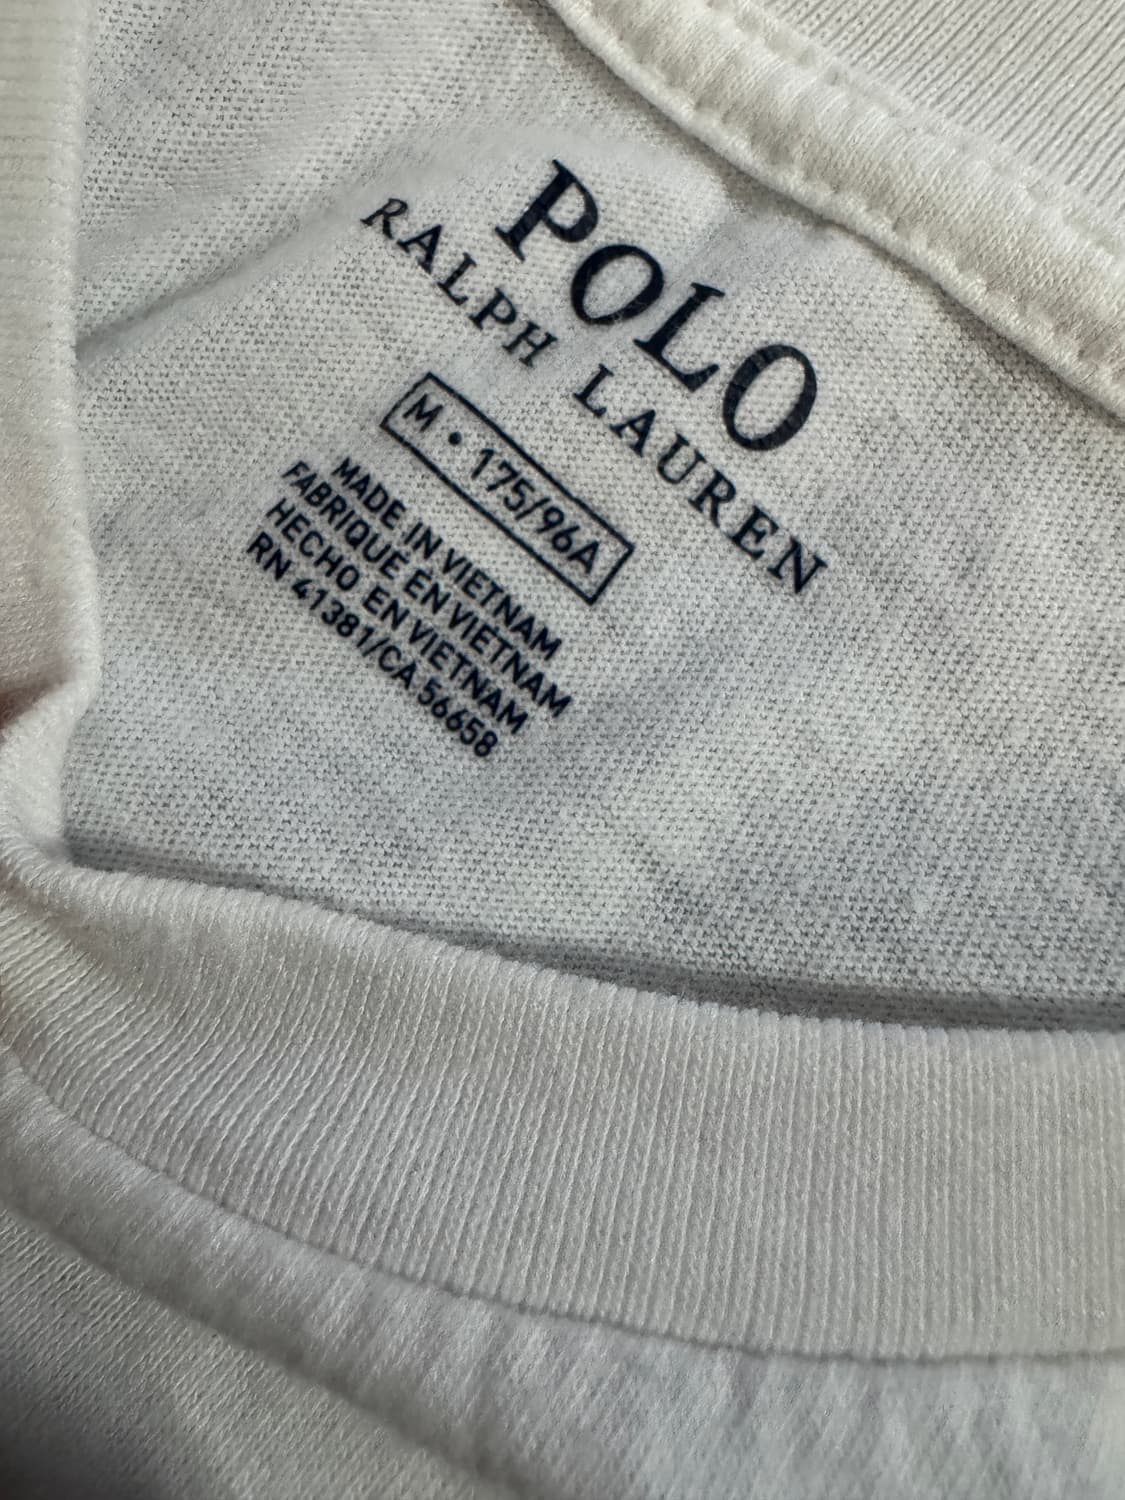 POLO
RALPH LAUREN
M • 175/96A
MADE IN VIETNAM
FABRIQUÉ EN VIETNAM
HECHO EN VIETNAM
RN 41381/CA 56658